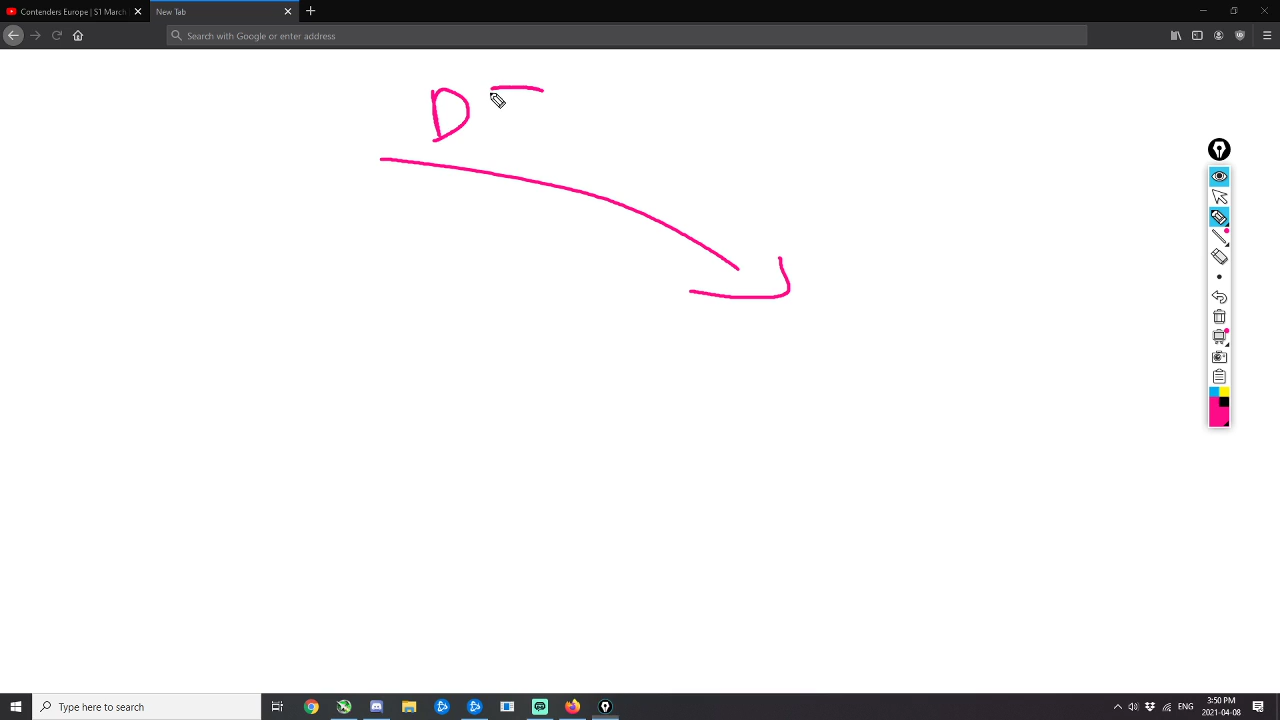 Contenders Europe | S1 March
New Tab
Search with Google or enter address
D
Type here to search
ENG
3:50 PM
2021-04-08